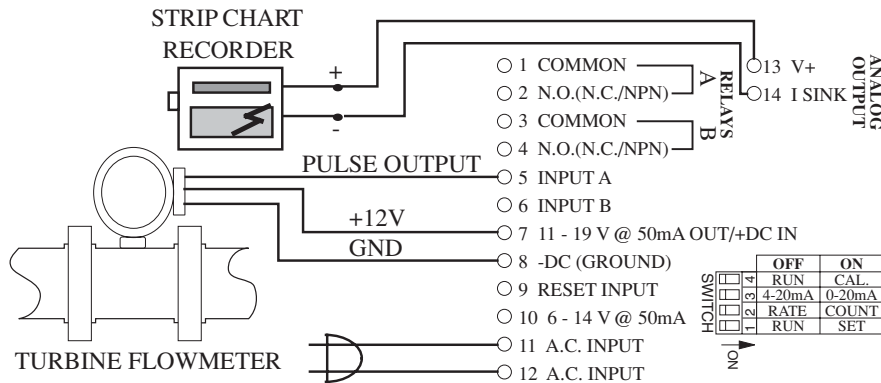 STRIP CHART
RECORDER
+
-
PULSE OUTPUT
+12V
GND
TURBINE FLOWMETER
1 COMMON
2 N.O.(N.C./NPN)
3 COMMON
4 N.O.(N.C./NPN)
5 INPUT A
6 INPUT B
7 11 - 19 V @ 50mA OUT/+DC IN
8 -DC (GROUND)
9 RESET INPUT
10 6 - 14 V @ 50mA
11 A.C. INPUT
12 A.C. INPUT
A
B
RELAYS
13 V+
14 I SINK
ANALOG
OUTPUT
SWITCH
OFF ON
4 RUN CAL.
3 4-20mA 0-20mA
2 RATE COUNT
1 RUN SET
ON